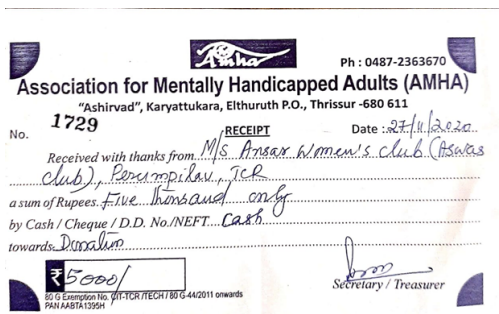 Amha
Ph : 0487-2363670
Association for Mentally Handicapped Adults (AMHA)
"Ashirvad", Karyattukara, Elthuruth P.O., Thrissur -680 611
No. 1729 RECEIPT Date : 27/11/2020
Received with thanks from M/S Ansar Women's club (Aswas
club), Perumpilav, TCR
a sum of Rupees. Five Thousand only
by Cash / Cheque / D.D. No./NEFT. Cash
towards Donation
₹ 5000/
Secretary / Treasurer
80 G Exemption No. CIT-TCR /TECH / 80 G-44/2011 onwards
PAN AABTA1395H